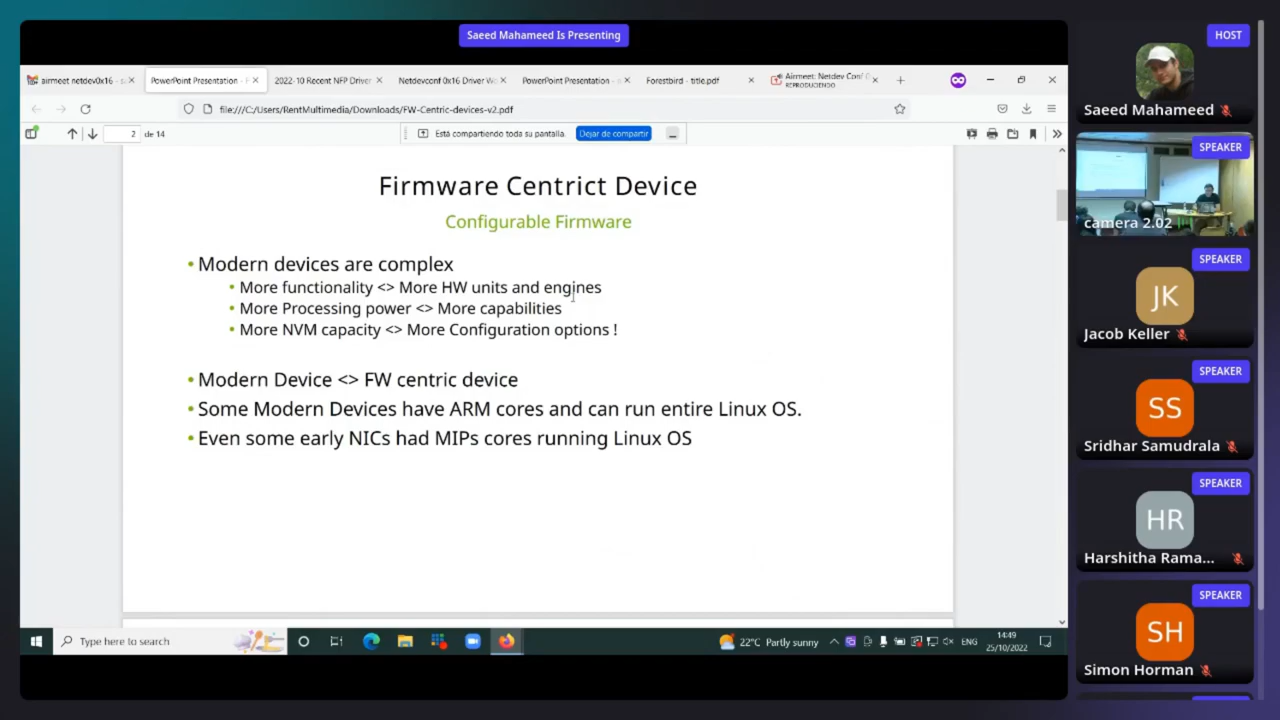 Saeed Mahameed Is Presenting
airmeet netdev0x16
PowerPoint Presentation
2022-10 Recent NFP Driver
Netdevconf 0x16 Driver W
PowerPoint Presentation
Forestbird - title.pdf
Airmeet: Netdev Conf
REPRODUCIENDO
file:///C:/Users/RentMultimedia/Downloads/FW-Centric-devices-v2.pdf
2 de 14
Está compartiendo toda su pantalla.
Dejar de compartir
Firmware Centrict Device
Configurable Firmware
• Modern devices are complex
• More functionality <> More HW units and engines
• More Processing power <> More capabilities
• More NVM capacity <> More Configuration options !
• Modern Device <> FW centric device
• Some Modern Devices have ARM cores and can run entire Linux OS.
• Even some early NICs had MIPs cores running Linux OS
Type here to search
22°C Partly sunny
ENG
14:49
25/10/2022
HOST
Saeed Mahameed
SPEAKER
camera 2.02
SPEAKER
JK
Jacob Keller
SPEAKER
SS
Sridhar Samudrala
SPEAKER
HR
Harshitha Rama...
SPEAKER
SH
Simon Horman